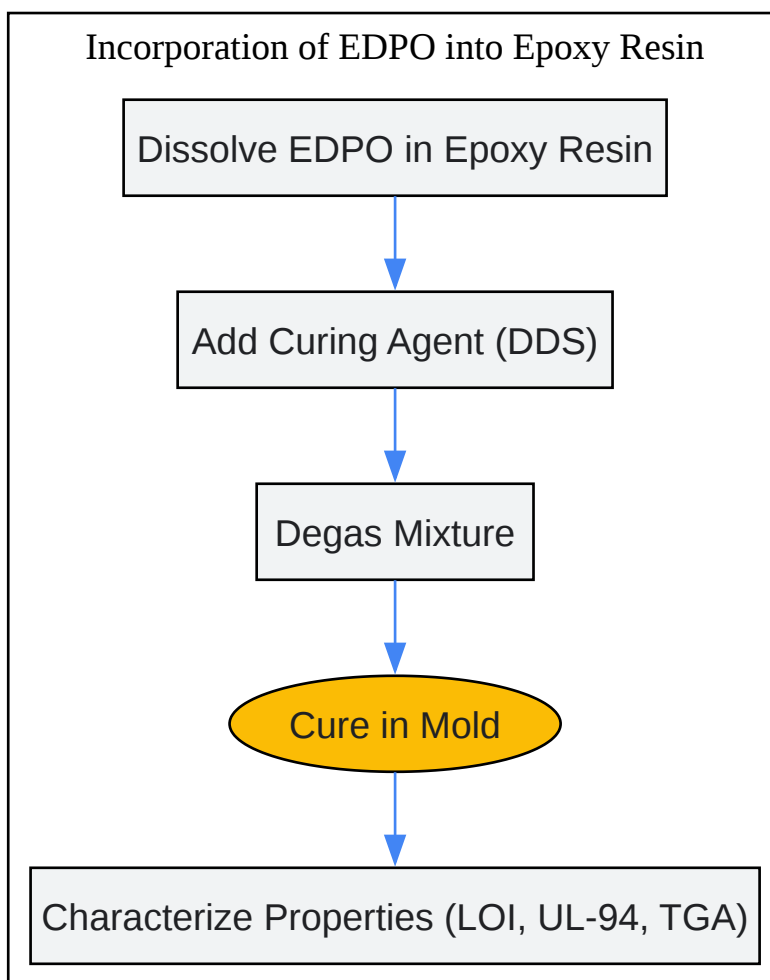 Incorporation of EDPO into Epoxy Resin
Dissolve EDPO in Epoxy Resin
Add Curing Agent (DDS)
Degas Mixture
Cure in Mold
Characterize Properties (LOI, UL-94, TGA)